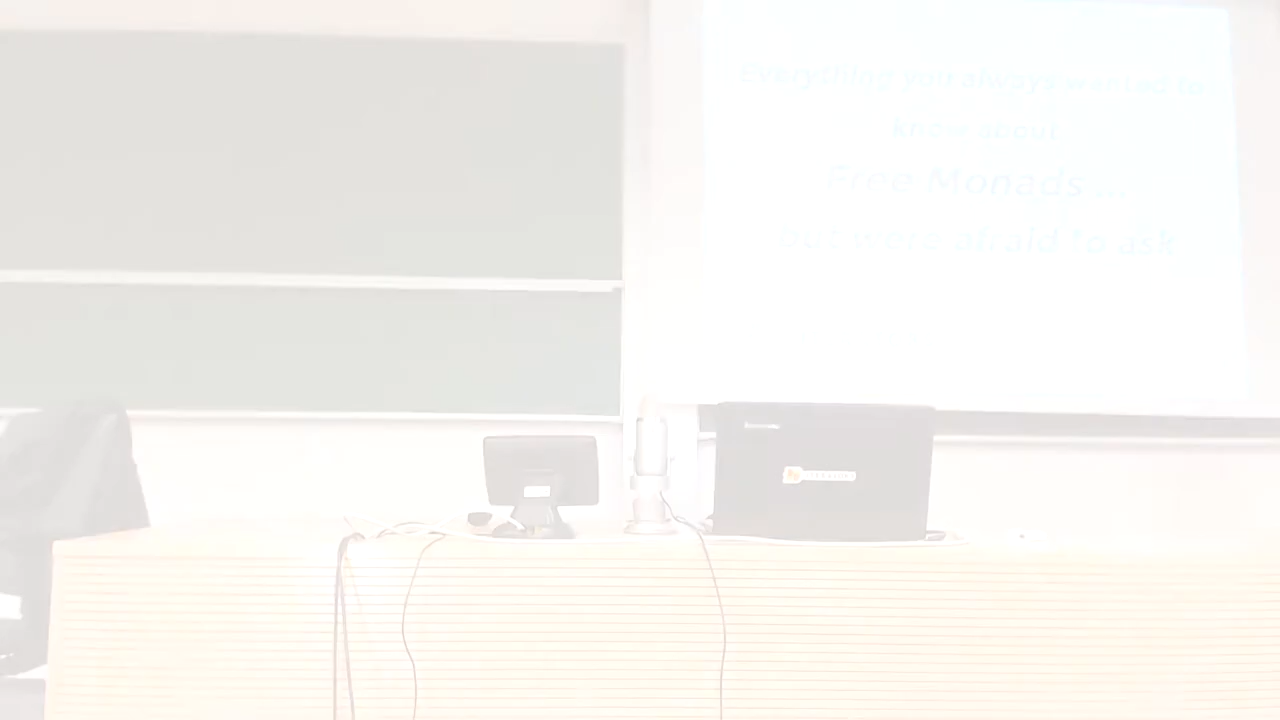 Everything you always wanted to
know about
Free Monads ...
but were afraid to ask